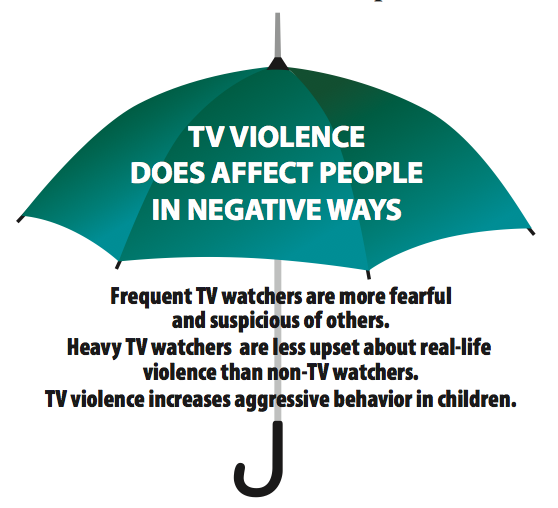 TV VIOLENCE
DOES AFFECT PEOPLE
IN NEGATIVE WAYS
Frequent TV watchers are more fearful
and suspicious of others.
Heavy TV watchers are less upset about real-life
violence than non-TV watchers.
TV violence increases aggressive behavior in children.